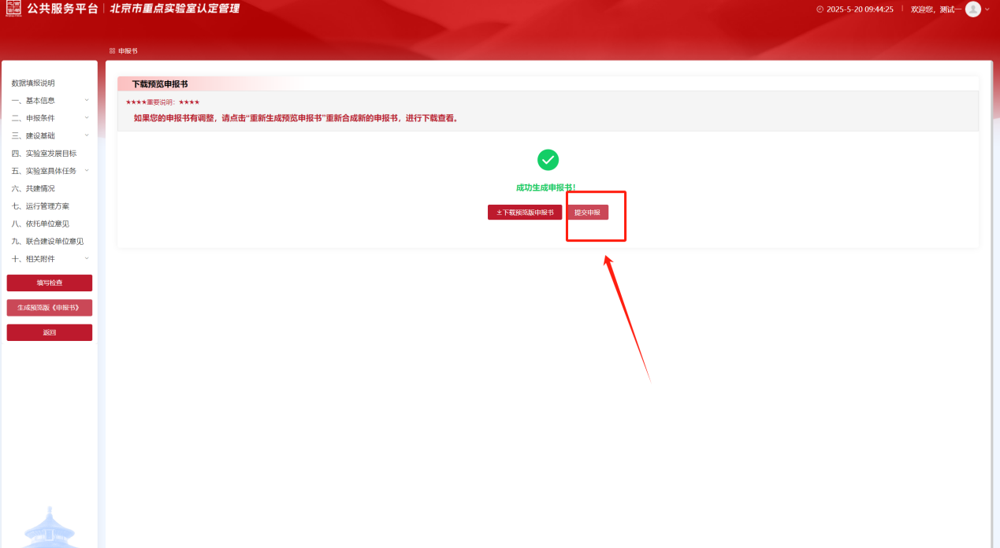 公共服务平台 | 北京市重点实验室认定管理
2025-5-20 09:44:25 | 欢迎您，测试一
申报书
数据填报说明
一、基本信息
二、申报条件
三、建设基础
四、实验室发展目标
五、实验室具体任务
六、共建情况
七、运行管理方案
八、依托单位意见
九、联合建设单位意见
十、相关附件
填写检查
生成预览版《申报书》
返回
下载预览申报书
★★★★重要说明：★★★★
如果您的申报书有调整，请点击“重新生成预览申报书”重新合成新的申报书，进行下载查看。
成功生成申报书!
下载预览版申报书
提交申报